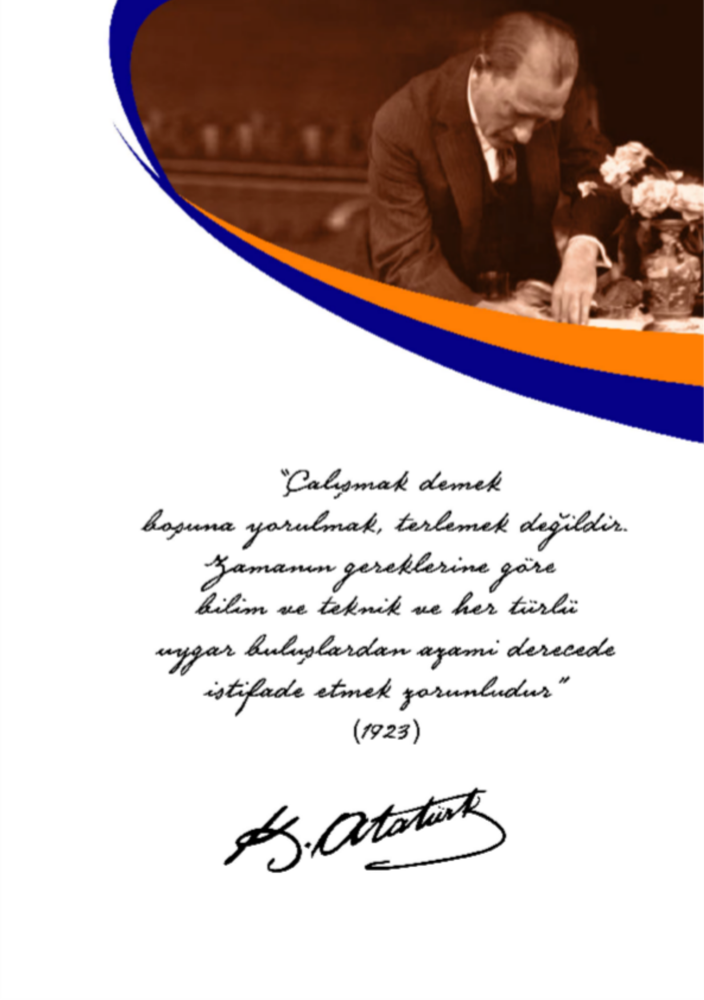 “Çalışmak demek
boşuna yorulmak, terlemek değildir.
Zamanın gereklerine göre
bilim ve teknik ve her türlü
uygar buluşlardan azami derecede
istifade etmek zorunludur”
(1923)
K. Atatürk